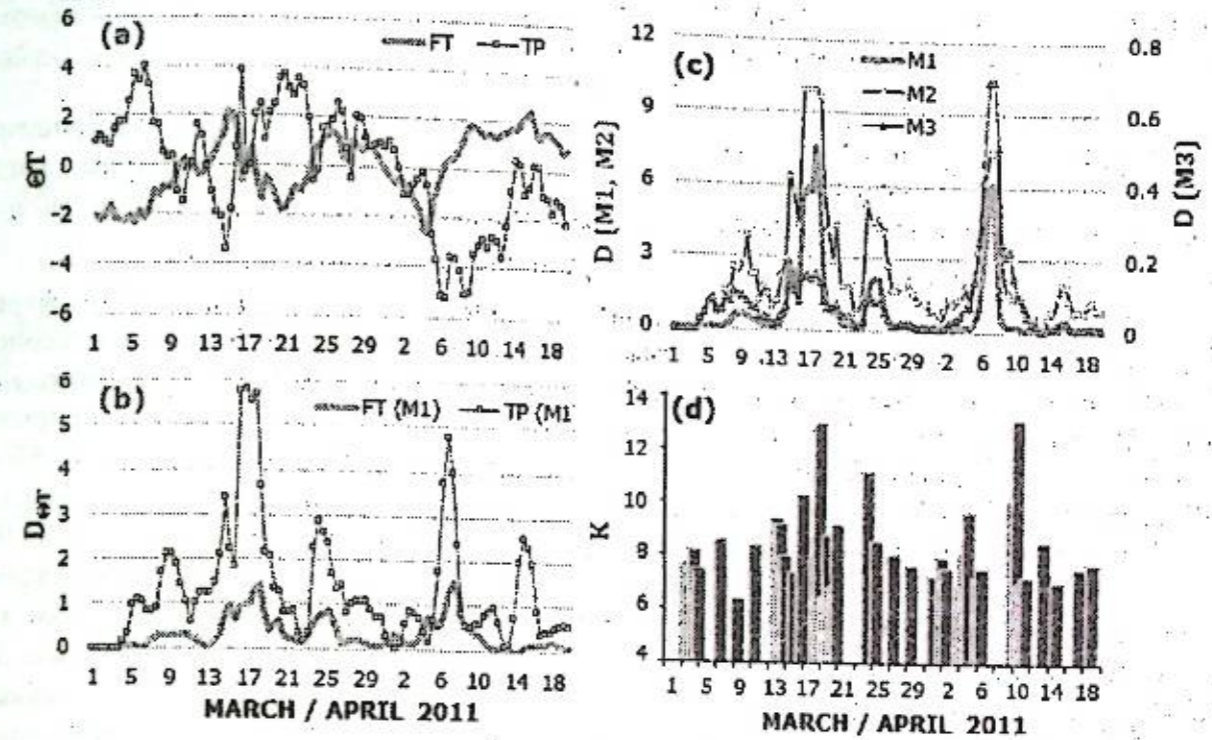 (a)
FT TP
6
4
2
0
-2
-4
-6
ӨT
1 5 9 13 17 21 25 29 2 6 10 14 18
(b)
FT (M1) TP (M1
6
5
4
3
2
1
0
DӨT
1 5 9 13 17 21 25 29 2 6 10 14 18
MARCH / APRIL 2011
(c)
M1
M2
M3
12
9
6
3
0
D (M1, M2)
0.8
0.6
0.4
0.2
0
D (M3)
1 5 9 13 17 21 25 29 2 6 10 14 18
(d)
14
12
10
8
6
4
K
1 5 9 13 17 21 25 29 2 6 10 14 18
MARCH / APRIL 2011